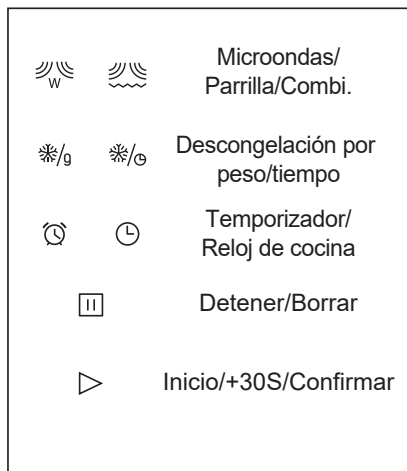 Microondas/
W
Parrilla/Combi.
Descongelación por
/g
peso/tiempo
Temporizador/
Reloj de cocina
Detener/Borrar
Inicio/+30S/Confirmar